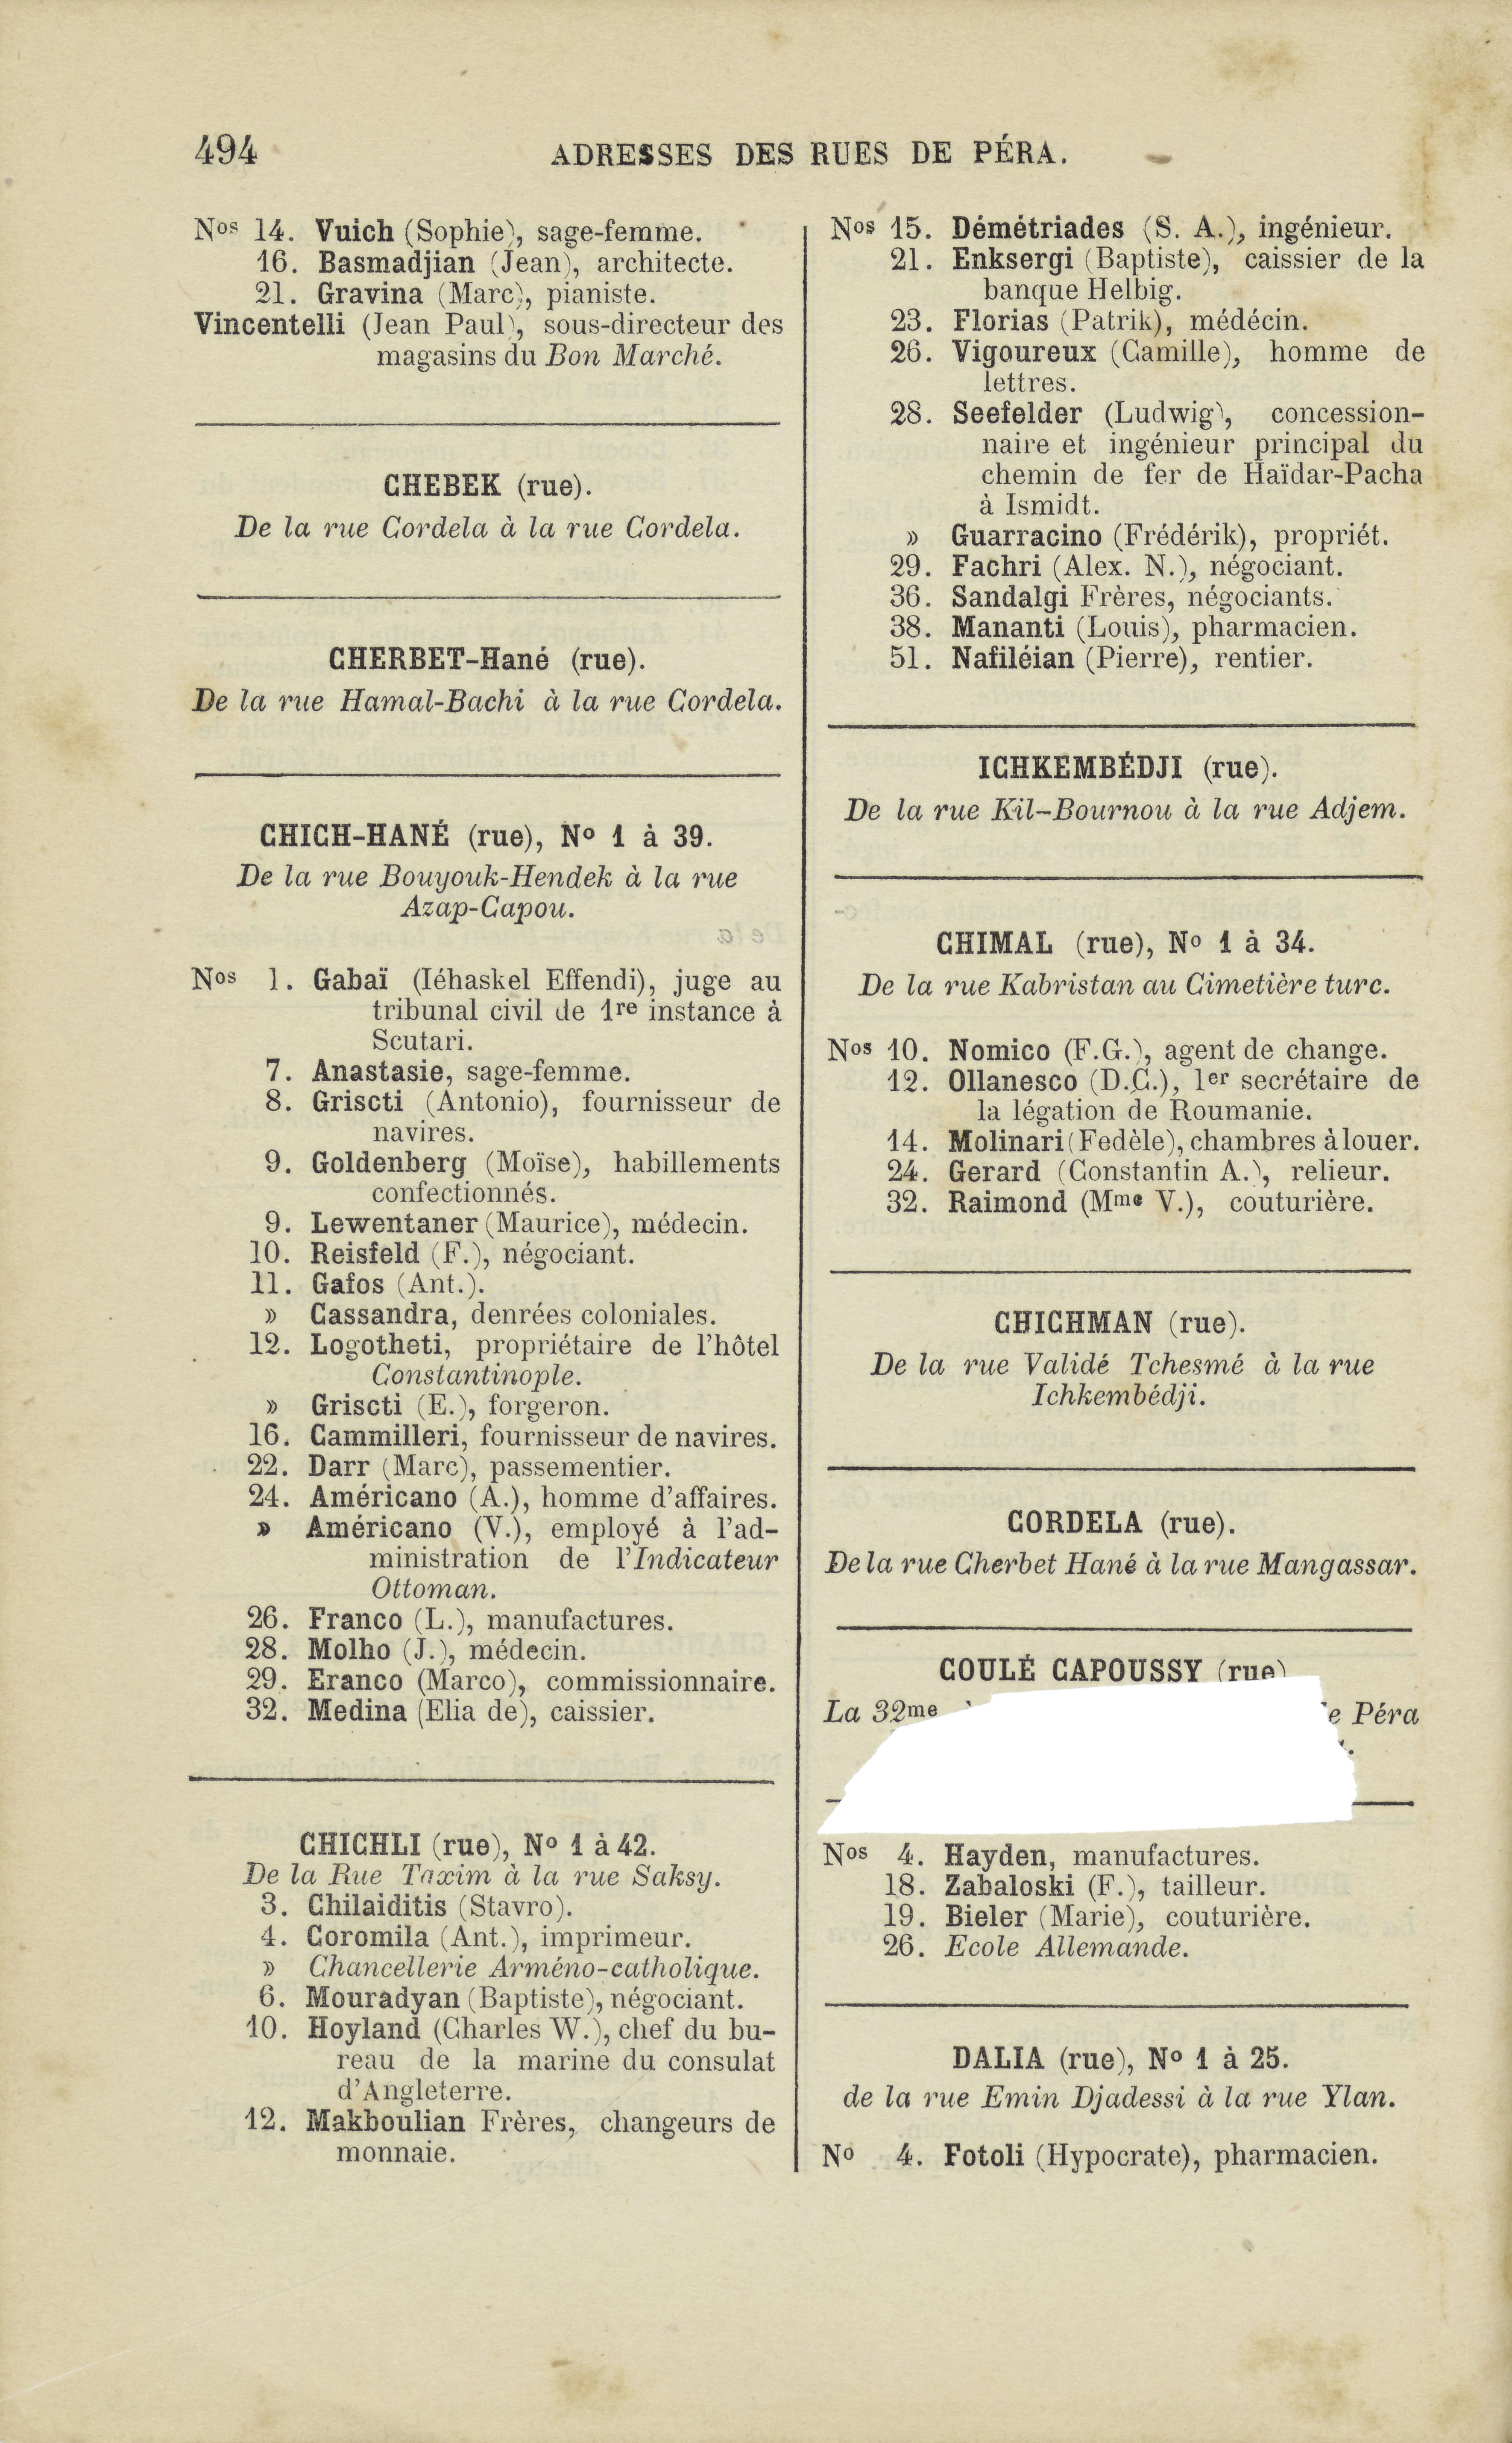 494
ADRESSES DES RUES DE PÉRA.
Nos 14. Vuich (Sophie), sage-femme.
16. Basmadjian (Jean), architecte.
21. Gravina (Marc), pianiste.
Vincentelli (Jean Paul), sous-directeur des
magasins du Bon Marché.
CHEBEK (rue).
De la rue Cordela à la rue Cordela.
CHERBET-Hané (rue).
De la rue Hamal-Bachi à la rue Cordela.
CHICH-HANÉ (rue), No 1 à 39.
De la rue Bouyouk-Hendek à la rue
Azap-Capou.
Nos 1. Gabaï (Iéhaskel Effendi), juge au
tribunal civil de 1re instance à
Scutari.
7. Anastasie, sage-femme.
8. Griscti (Antonio), fournisseur de
navires.
9. Goldenberg (Moïse), habillements
confectionnés.
9. Lewentaner (Maurice), médecin.
10. Reisfeld (F.), négociant.
11. Gafos (Ant.).
» Cassandra, denrées coloniales.
12. Logotheti, propriétaire de l'hôtel
Constantinople.
» Griscti (E.), forgeron.
16. Cammilleri, fournisseur de navires.
22. Darr (Marc), passementier.
24. Américano (A.), homme d'affaires.
» Américano (V.), employé à l'ad-
ministration de l'Indicateur
Ottoman.
26. Franco (L.), manufactures.
28. Molho (J.), médecin.
29. Eranco (Marco), commissionnaire.
32. Medina (Elia de), caissier.
CHICHLI (rue), No 1 à 42.
De la Rue Taxim à la rue Saksy.
3. Chilaiditis (Stavro).
4. Coromila (Ant.), imprimeur.
» Chancellerie Arméno-catholique.
6. Mouradyan (Baptiste), négociant.
10. Hoyland (Charles W.), chef du bu-
reau de la marine du consulat
d'Angleterre.
12. Makboulian Frères, changeurs de
monnaie.
Nos 15. Démétriades (S. A.), ingénieur.
21. Enksergi (Baptiste), caissier de la
banque Helbig.
23. Florias (Patrik), médécin.
26. Vigoureux (Camille), homme de
lettres.
28. Seefelder (Ludwig), concession-
naire et ingénieur principal du
chemin de fer de Haïdar-Pacha
à Ismidt.
» Guarracino (Frédérik), propriét.
29. Fachri (Alex. N.), négociant.
36. Sandalgi Frères, négociants.
38. Mananti (Louis), pharmacien.
51. Nafiléian (Pierre), rentier.
ICHKEMBÉDJI (rue).
De la rue Kil-Bournou à la rue Adjem.
CHIMAL (rue), No 1 à 34.
De la rue Kabristan au Cimetière turc.
Nos 10. Nomico (F.G.), agent de change.
12. Ollanesco (D.C.), 1er secrétaire de
la légation de Roumanie.
14. Molinari (Fedèle), chambres à louer.
24. Gerard (Constantin A.), relieur.
32. Raimond (Mme V.), couturière.
CHICHMAN (rue).
De la rue Validé Tchesmé à la rue
Ichkembédji.
CORDELA (rue).
De la rue Cherbet Hané à la rue Mangassar.
COULÉ CAPOUSSY (rue)
La 32me Péra
Nos 4. Hayden, manufactures.
18. Zabaloski (F.), tailleur.
19. Bieler (Marie), couturière.
26. Ecole Allemande.
DALIA (rue), No 1 à 25.
de la rue Emin Djadessi à la rue Ylan.
No 4. Fotoli (Hypocrate), pharmacien.